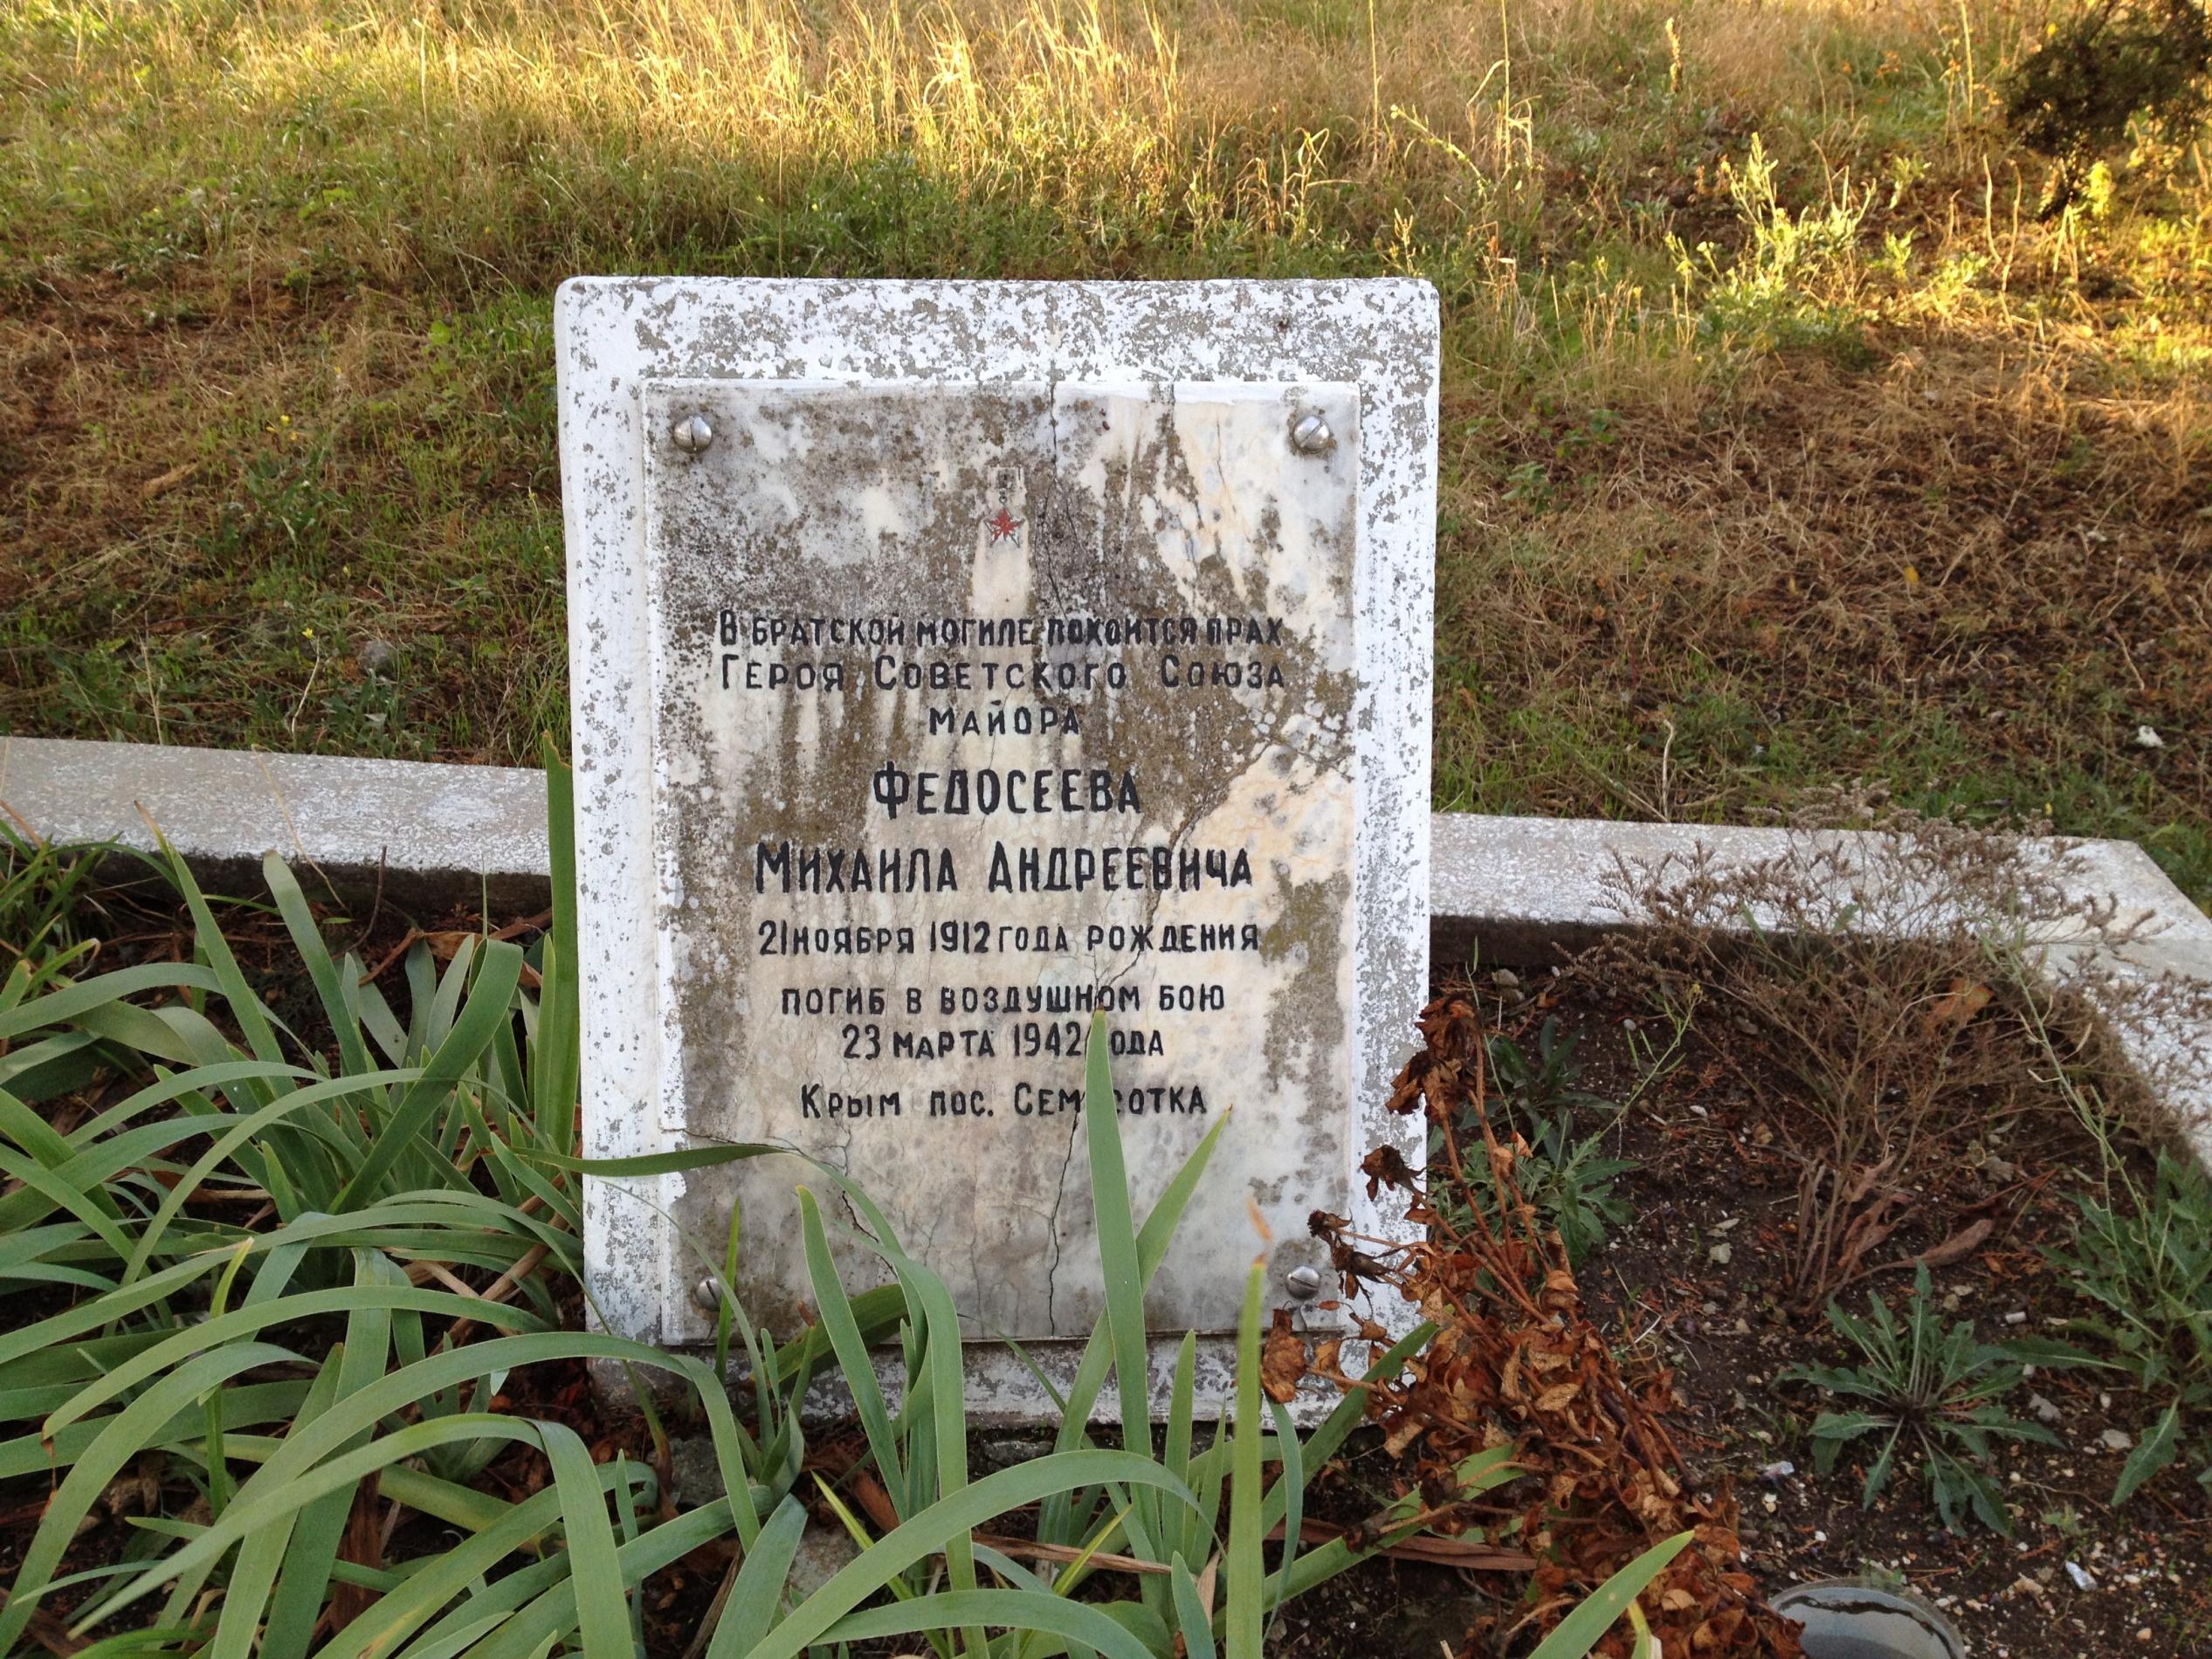 В БРАТСКОЙ МОГИЛЕ ПОКОИТСЯ ПРАХ
ГЕРОЯ СОВЕТСКОГО СОЮЗА
МАЙОРА
ФЕДОСЕЕВА
МИХАИЛА АНДРЕЕВИЧА
21 НОЯБРЯ 1912 ГОДА РОЖДЕНИЯ
ПОГИБ В ВОЗДУШНОМ БОЮ
23 МАРТА 1942 ГОДА
КРЫМ ПОС. СЕМИСОТКА